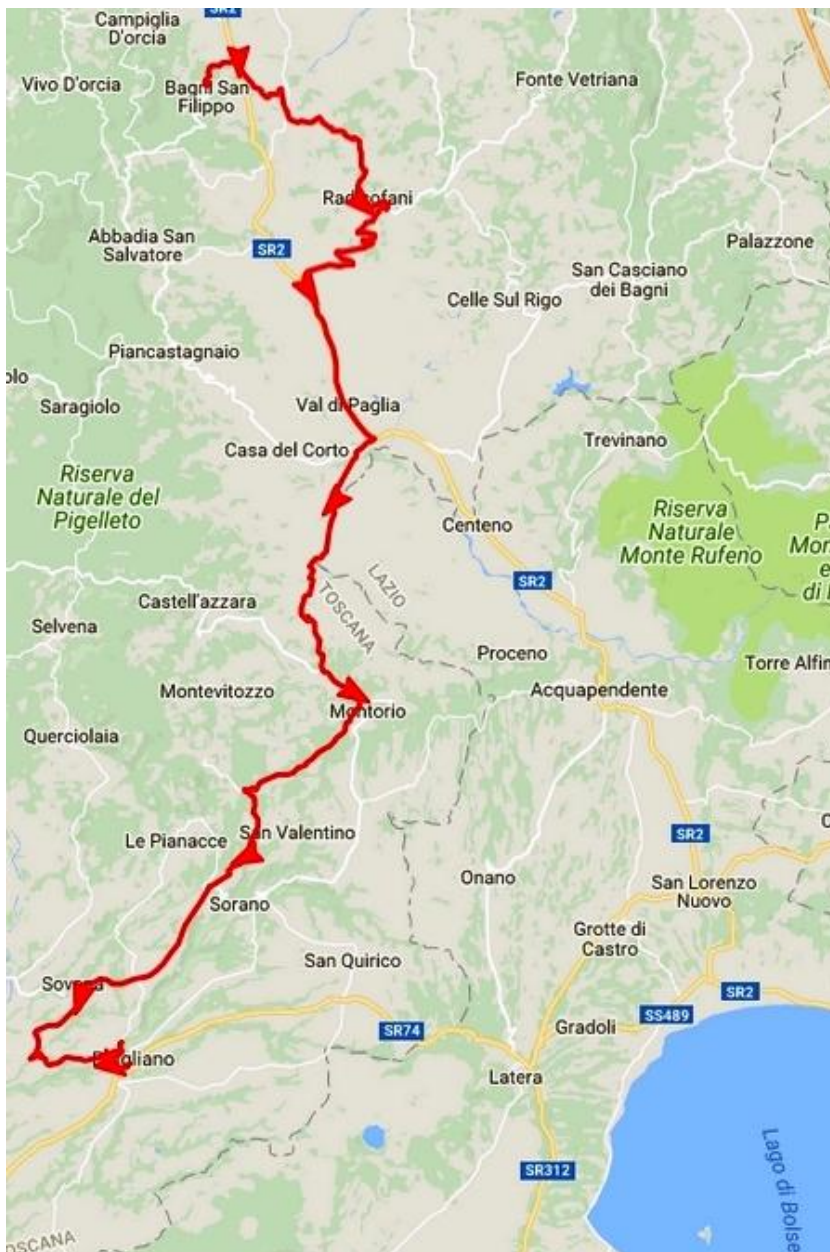 SR2
Campiglia
D'orcia
Vivo D'orcia
Bagni San
Filippo
Fonte Vetriana
Abbadia San
Salvatore
SR2
Palazzone
San Casciano
dei Bagni
Celle Sul Rigo
Piancastagnaio
Saragiolo
Val di Paglia
Casa del Corto
Trevinano
Riserva
Naturale del
Pigelleto
Riserva
Naturale
Monte Rufeno
Centeno
SR2
LAZIO
TOSCANA
Castell'azzara
Selvena
Proceno
Torre Alfin
Montevitozzo
Acquapendente
Montorio
Querciolaia
San Valentino
Le Pianacce
SR2
Onano
San Lorenzo
Nuovo
Sorano
Grotte di
Castro
San Quirico
SR2
SS489
SR74
Gradoli
Latera
SR312
Lago di Bolse
OSCANA